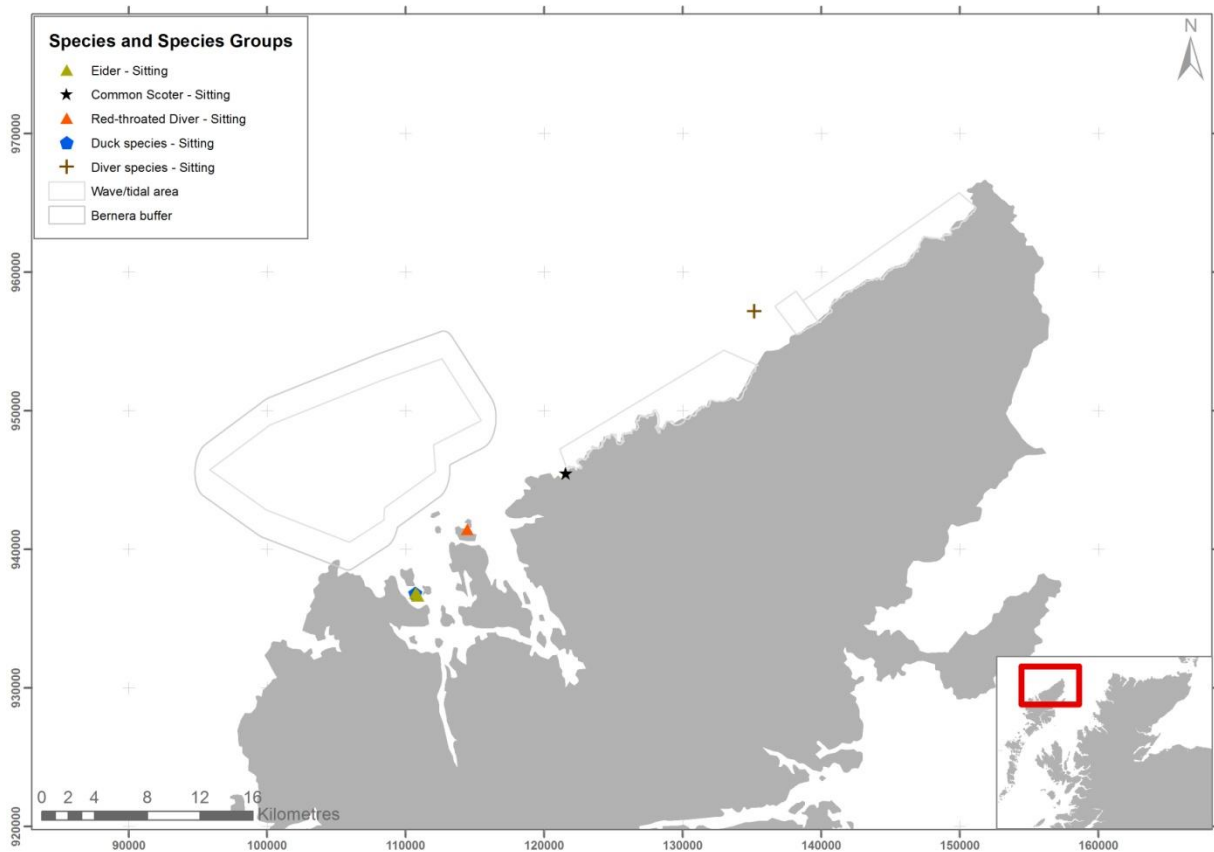 Species and Species Groups
Eider - Sitting
Common Scoter - Sitting
Red-throated Diver - Sitting
Duck species - Sitting
Diver species - Sitting
Wave/tidal area
Bernera buffer
N
970000
960000
950000
940000
930000
920000
0 2 4 8 12 16
Kilometres
90000 100000 110000 120000 130000 140000 150000 160000